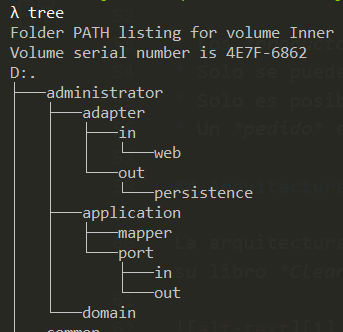 λ tree
Folder PATH listing for volume Inner
Volume serial number is 4E7F-6862
D:.
├───administrator
│   ├───adapter
│   │   ├───in
│   │   │   └───web
│   │   └───out
│   │       └───persistence
│   ├───application
│   │   ├───mapper
│   │   └───port
│   │       ├───in
│   │       └───out
│   └───domain
├───common